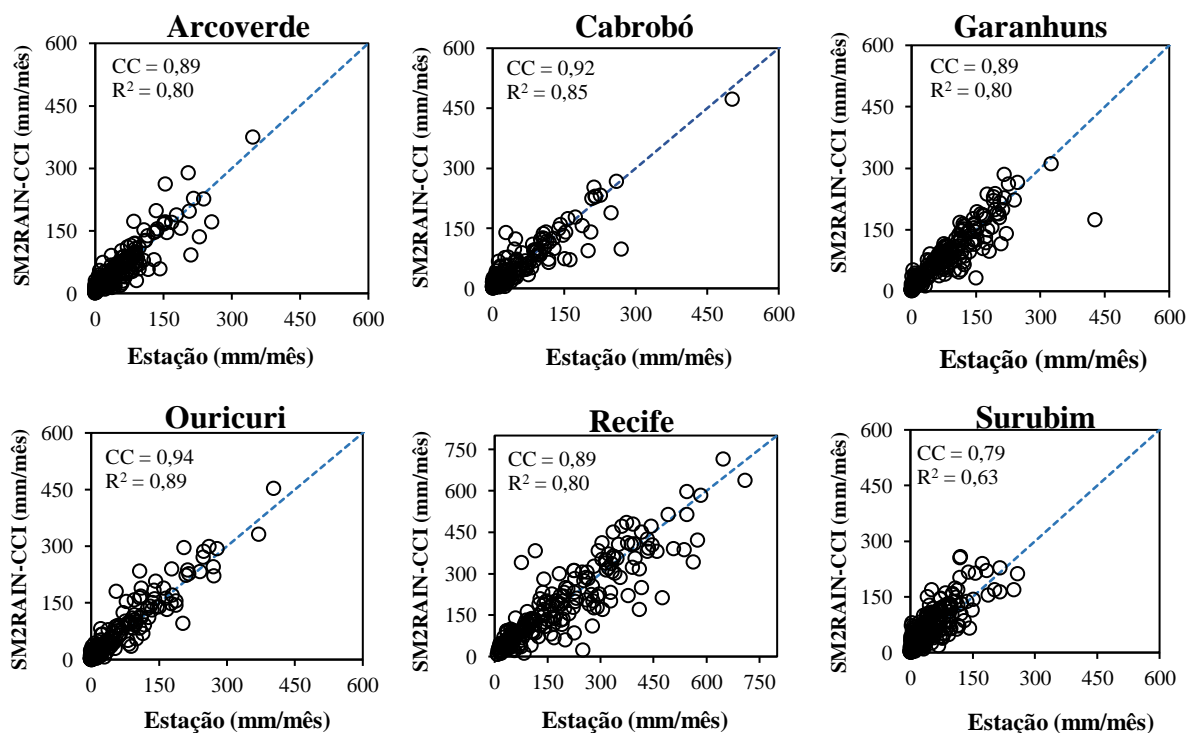 Arcoverde
CC = 0,89
R² = 0,80
SM2RAIN-CCI (mm/mês)
600
450
300
150
0
0 150 300 450 600
Estação (mm/mês)
Cabrobó
CC = 0,92
R² = 0,85
SM2RAIN-CCI (mm/mês)
600
450
300
150
0
0 150 300 450 600
Estação (mm/mês)
Garanhuns
CC = 0,89
R² = 0,80
SM2RAIN-CCI (mm/mês)
600
450
300
150
0
0 150 300 450 600
Estação (mm/mês)
Ouricuri
CC = 0,94
R² = 0,89
SM2RAIN-CCI (mm/mês)
600
450
300
150
0
0 150 300 450 600
Estação (mm/mês)
Recife
CC = 0,89
R² = 0,80
SM2RAIN-CCI (mm/mês)
750
600
450
300
150
0
0 150 300 450 600 750
Estação (mm/mês)
Surubim
CC = 0,79
R² = 0,63
SM2RAIN-CCI (mm/mês)
600
450
300
150
0
0 150 300 450 600
Estação (mm/mês)